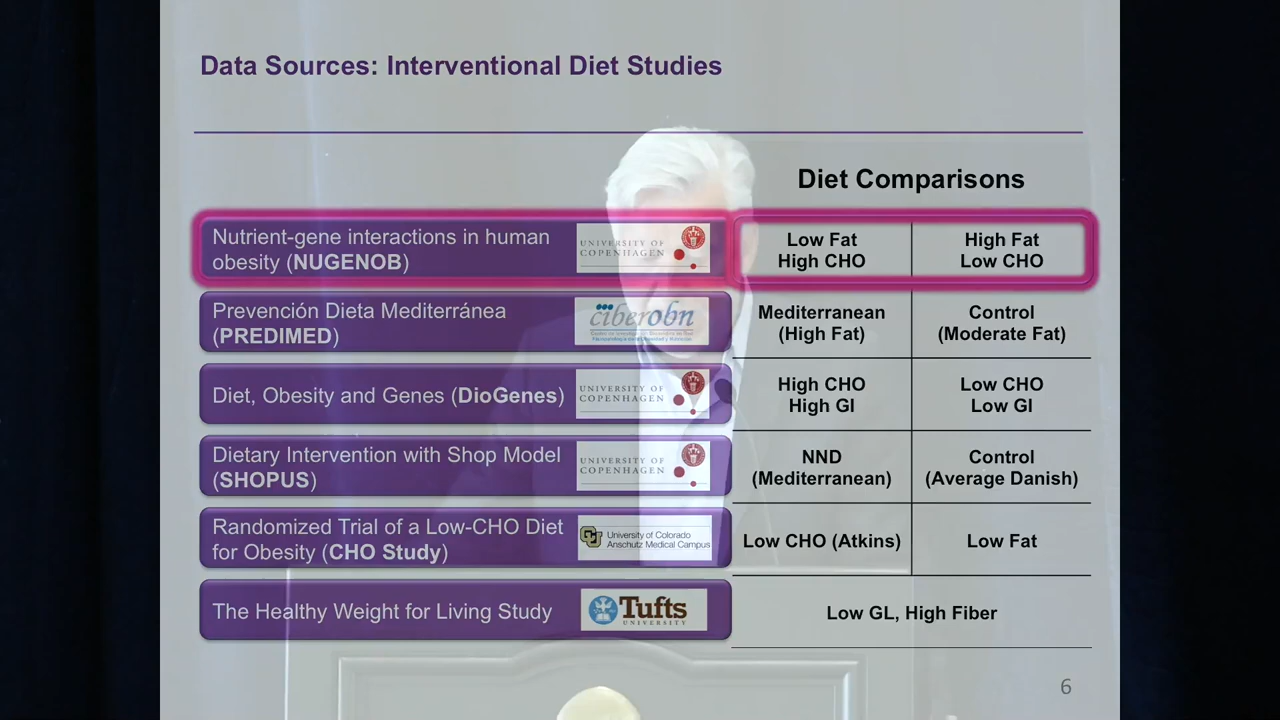 Data Sources: Interventional Diet Studies
Diet Comparisons
Nutrient-gene interactions in human
obesity (NUGENOB)
UNIVERSITY OF
COPENHAGEN
Low Fat
High CHO
High Fat
Low CHO
Prevención Dieta Mediterránea
(PREDIMED)
ciberobn
Mediterranean
(High Fat)
Control
(Moderate Fat)
Diet, Obesity and Genes (DioGenes)
UNIVERSITY OF
COPENHAGEN
High CHO
High GI
Low CHO
Low GI
Dietary Intervention with Shop Model
(SHOPUS)
UNIVERSITY OF
COPENHAGEN
NND
(Mediterranean)
Control
(Average Danish)
Randomized Trial of a Low-CHO Diet
for Obesity (CHO Study)
University of Colorado
Anschutz Medical Campus
Low CHO (Atkins)
Low Fat
The Healthy Weight for Living Study
Tufts
UNIVERSITY
Low GL, High Fiber
6